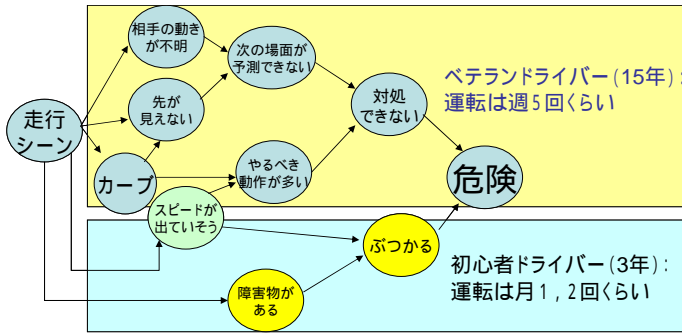 相手の動き
が不明
次の場面が
予測できない
ベテランドライバー(15年):
運転は週5回くらい
先が
見えない
対処
できない
走行
シーン
カーブ
やるべき
動作が多い
危険
スピードが
出ていそう
ぶつかる
初心者ドライバー(3年):
運転は月1,2回くらい
障害物が
ある